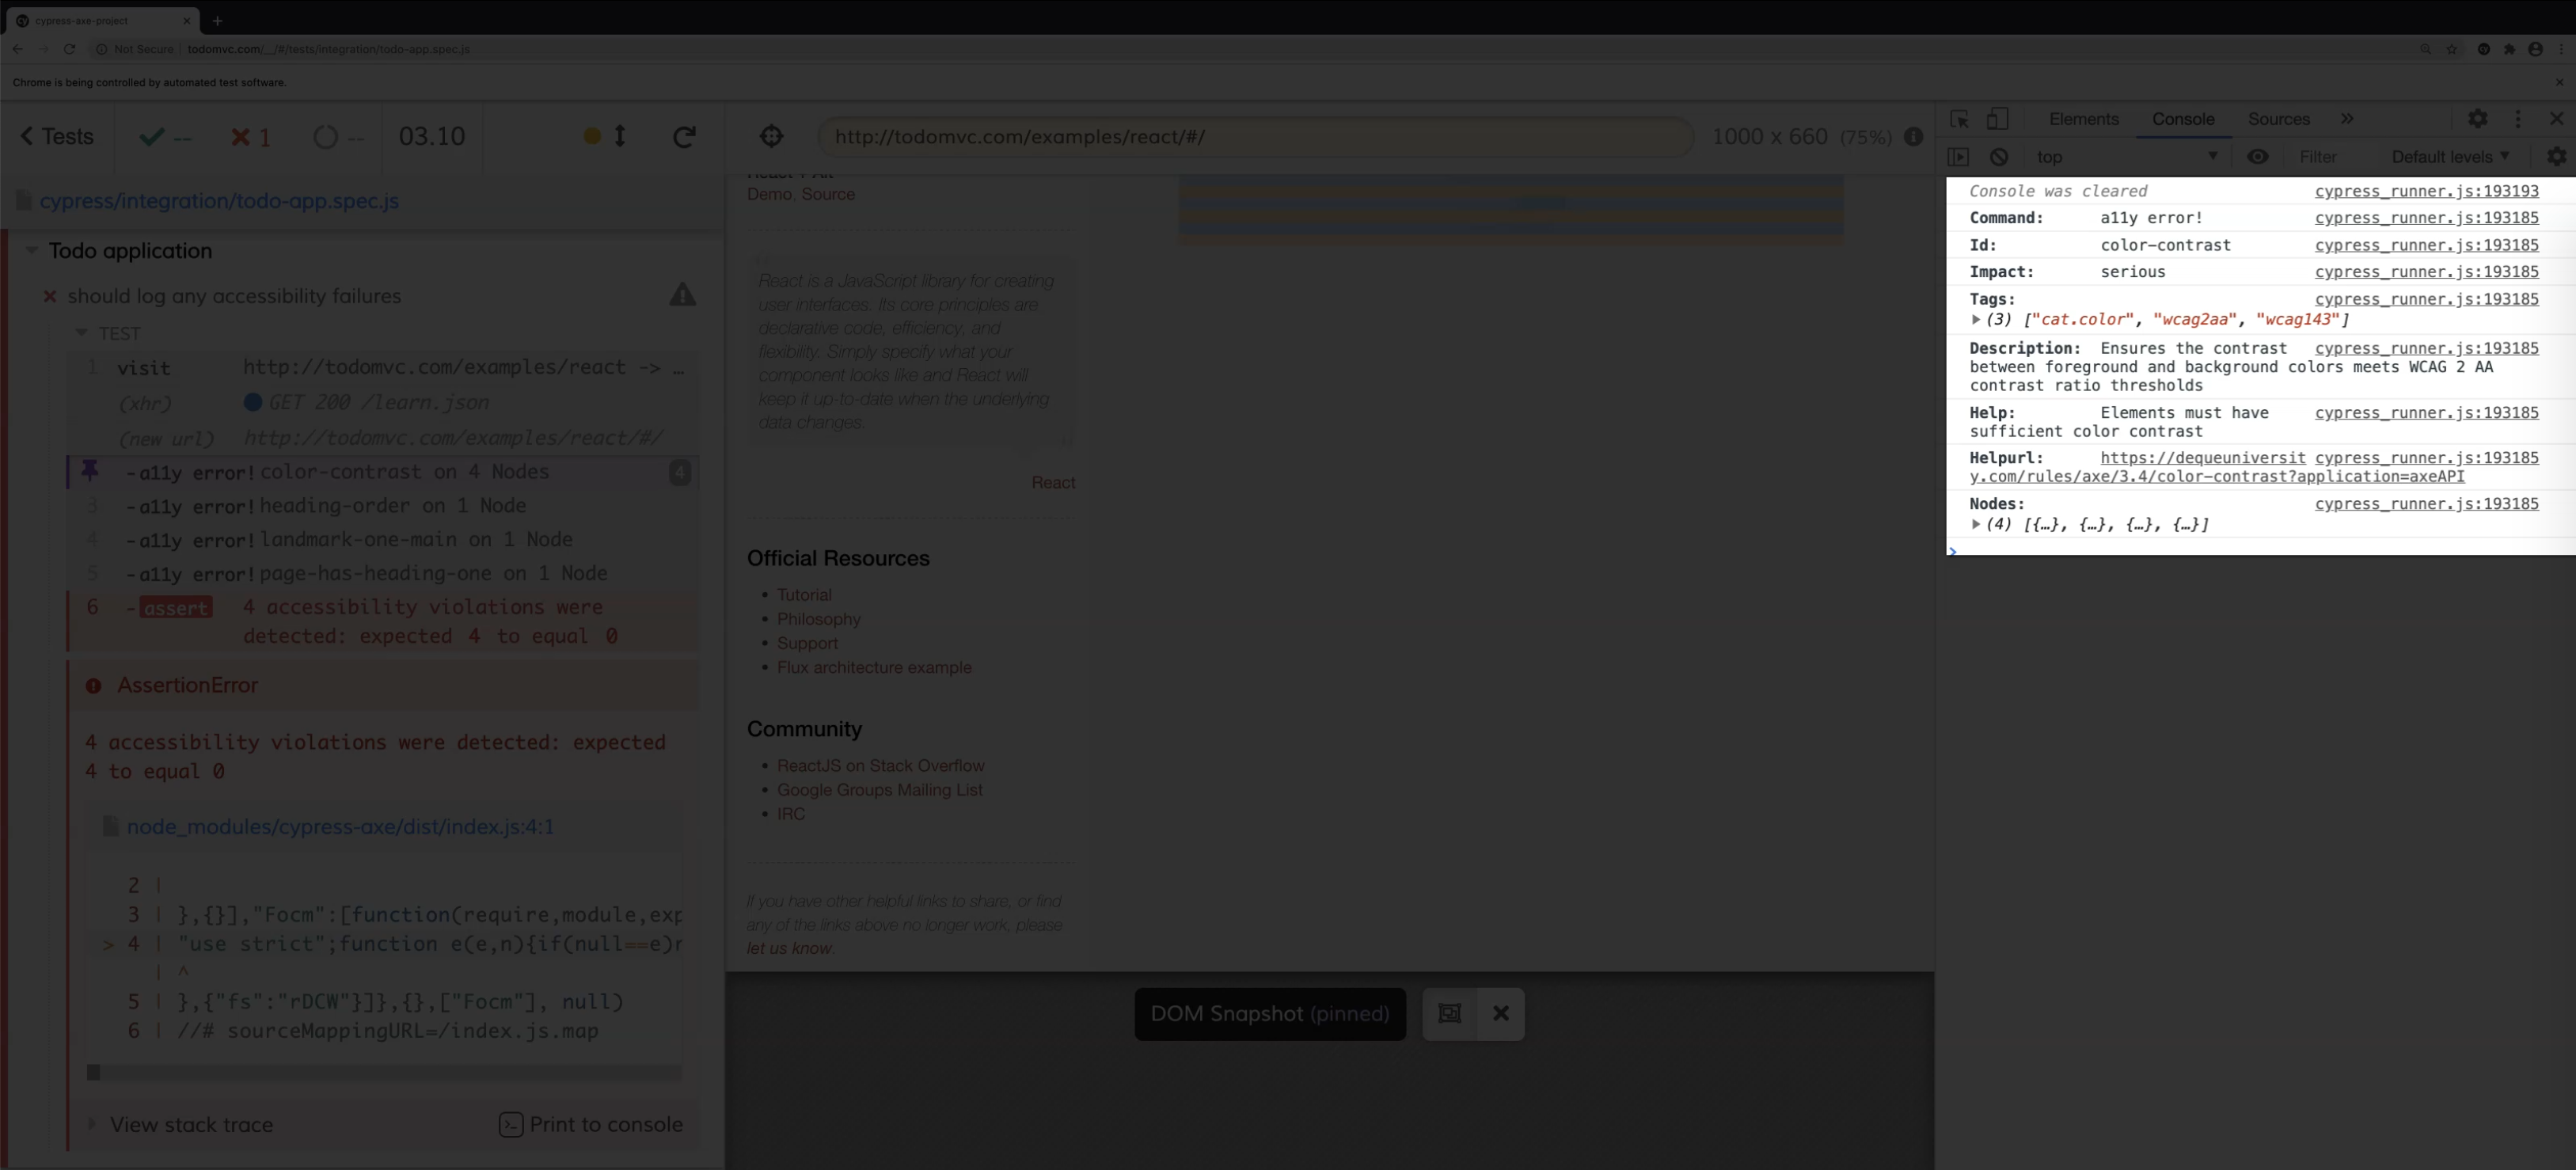 cypress-axe-project
Not Secure | todomvc.com/__/#/tests/integration/todo-app.spec.js
Chrome is being controlled by automated test software.
Tests -- 1 -- 03.10
http://todomvc.com/examples/react/#/ 1000 x 660 (75%)
cypress/integration/todo-app.spec.js
Todo application
should log any accessibility failures
TEST
1 visit http://todomvc.com/examples/react -> …
(xhr) GET 200 /learn.json
(new url) http://todomvc.com/examples/react/#/
-a11y error! color-contrast on 4 Nodes 4
3 -a11y error! heading-order on 1 Node
4 -a11y error! landmark-one-main on 1 Node
5 -a11y error! page-has-heading-one on 1 Node
6 -assert 4 accessibility violations were
detected: expected 4 to equal 0
AssertionError
4 accessibility violations were detected: expected
4 to equal 0
node_modules/cypress-axe/dist/index.js:4:1
2 |
3 | },{}],"Focm":[function(require,module,exp
> 4 | "use strict";function e(e,n){if(null==e)r
| ^
5 | },{"fs":"rDCW"}]},{},["Focm"], null)
6 | //# sourceMappingURL=/index.js.map
View stack trace Print to console
Demo, Source
React is a JavaScript library for creating
user interfaces. Its core principles are
declarative code, efficiency, and
flexibility. Simply specify what your
component looks like and React will
keep it up-to-date when the underlying
data changes.
React
Official Resources
Tutorial
Philosophy
Support
Flux architecture example
Community
ReactJS on Stack Overflow
Google Groups Mailing List
IRC
If you have other helpful links to share, or find
any of the links above no longer work, please
let us know.
DOM Snapshot (pinned)
Elements Console Sources
top Filter Default levels
Console was cleared cypress_runner.js:193193
Command: a11y error! cypress_runner.js:193185
Id: color-contrast cypress_runner.js:193185
Impact: serious cypress_runner.js:193185
Tags: cypress_runner.js:193185
(3) ["cat.color", "wcag2aa", "wcag143"]
Description: Ensures the contrast cypress_runner.js:193185
between foreground and background colors meets WCAG 2 AA
contrast ratio thresholds
Help: Elements must have cypress_runner.js:193185
sufficient color contrast
Helpurl: https://dequeuniversit cypress_runner.js:193185
y.com/rules/axe/3.4/color-contrast?application=axeAPI
Nodes: cypress_runner.js:193185
(4) [{…}, {…}, {…}, {…}]